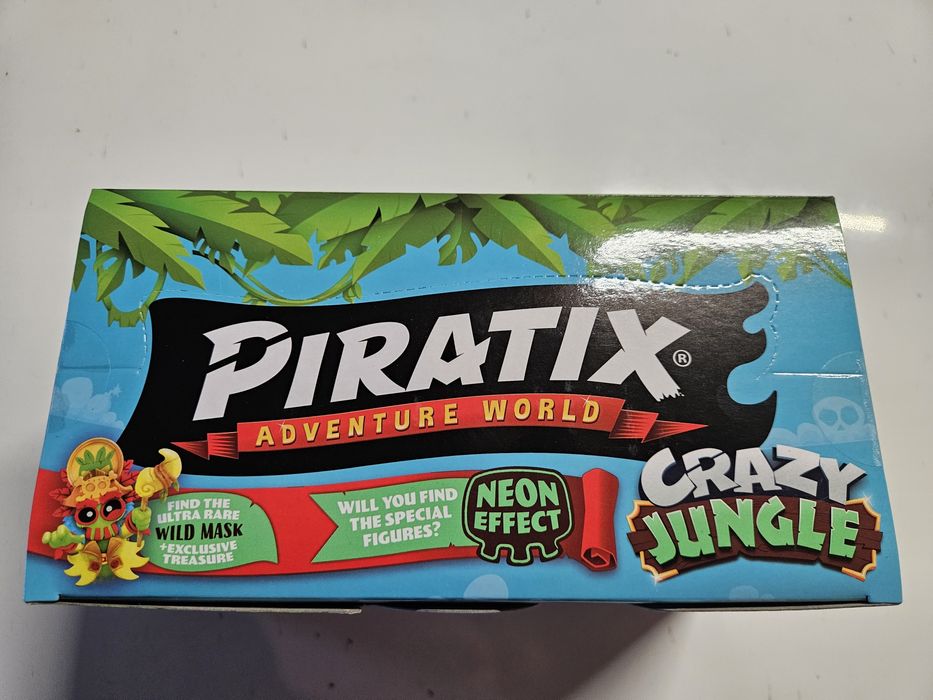 PIRATIX®
ADVENTURE WORLD
FIND THE
ULTRA RARE
WILD MASK
+EXCLUSIVE
TREASURE
WILL YOU FIND
THE SPECIAL
FIGURES?
NEON
EFFECT
CRAZY
JUNGLE